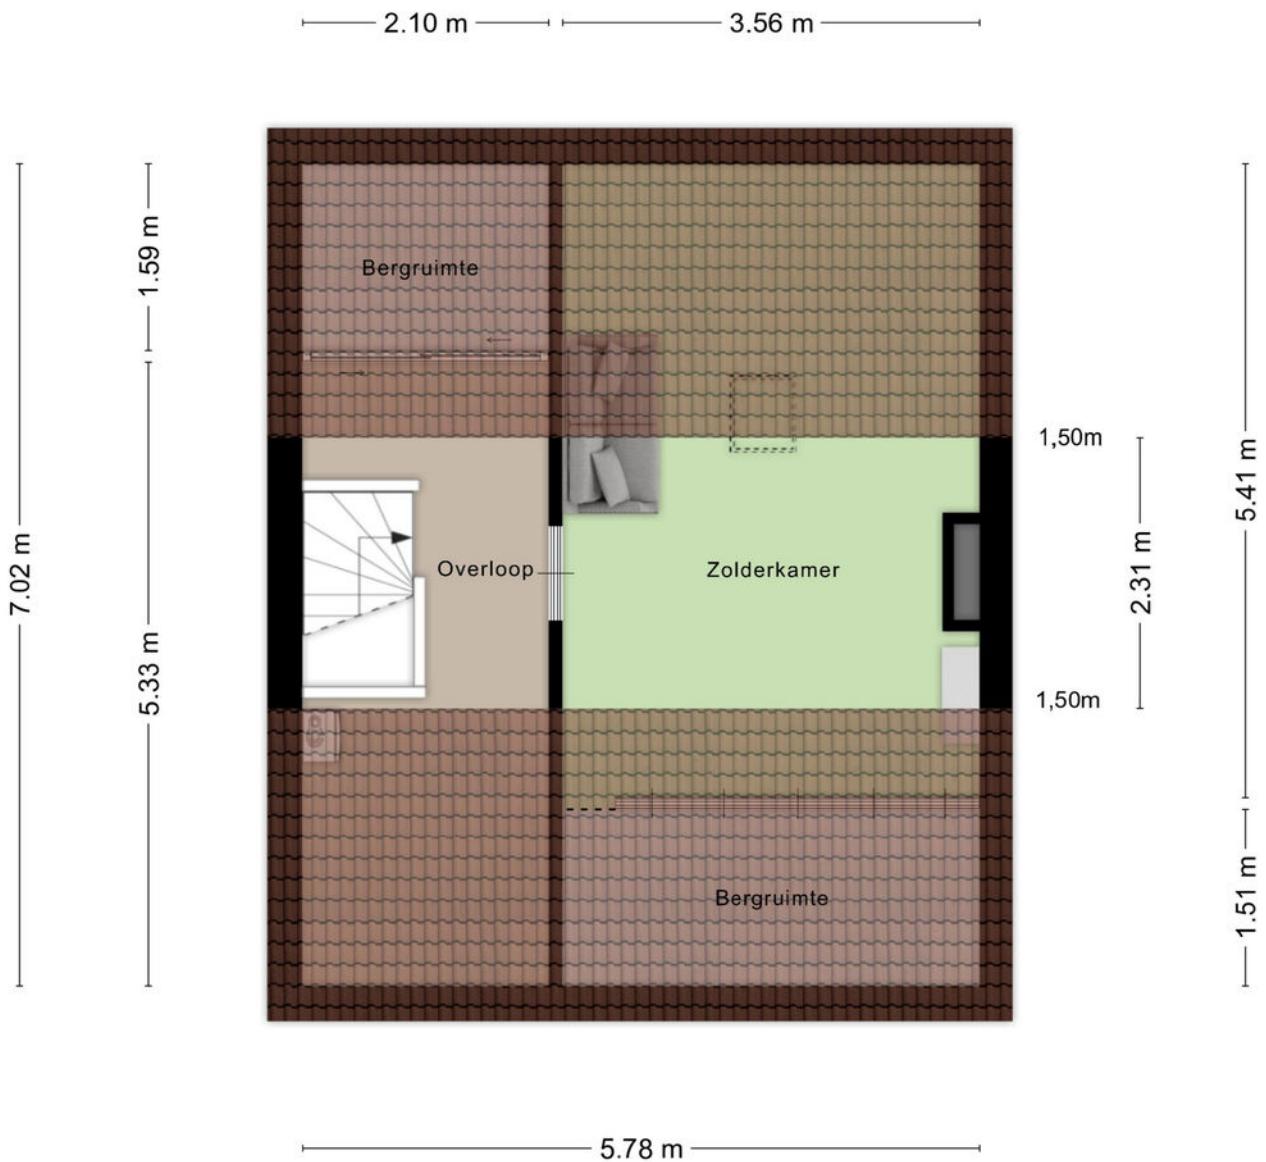 2.10 m
3.56 m
1.59 m
Bergruimte
1,50m
5.41 m
7.02 m
Overloop
Zolderkamer
2.31 m
5.33 m
1,50m
Bergruimte
1.51 m
5.78 m